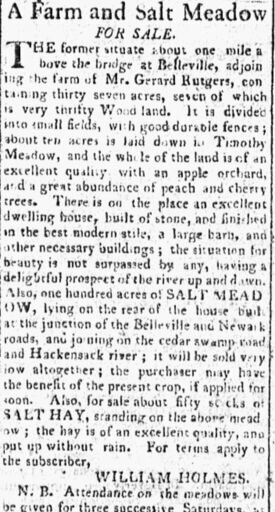 A Farm and Salt Meadow
FOR SALE.
THE former situate about one mile a
bove the bridge at Belleville, adjoin
ing the farm of Mr. Gerard Rutgers, con
taining thirty seven acres, seven of which
is very thrifty Wood land. It is divided
into small fields, with good durable fences;
about ten acres is laid down in Timothy
Meadow, and the whole of the land is of an
excellent quality with an apple orchard,
and a great abundance of peach and cherry
trees. There is on the place an excellent
dwelling house, built of stone, and finished
in the best modern stile, a large barn, and
other necessary buildings; the situation for
beauty is not surpassed by any, having a
delightful prospect of the river up and down.
Also, one hundred acres of SALT MEAD
OW, lying on the rear of the house built
at the junction of the Belleville and Newark
roads, and joining on the cedar swamp road
and Hackensack river; it will be sold very
low altogether; the purchaser may have
the benefit of the present crop, if applied for
soon. Also, for sale about fifty stacks of
SALT HAY, standing on the above mead
ow; the hay is of an excellent quality, and
put up without rain. For terms apply to
the subscriber,
WILLIAM HOLMES.
N. B. Attendance on the meadows will
be given for three successive Saturdays, at